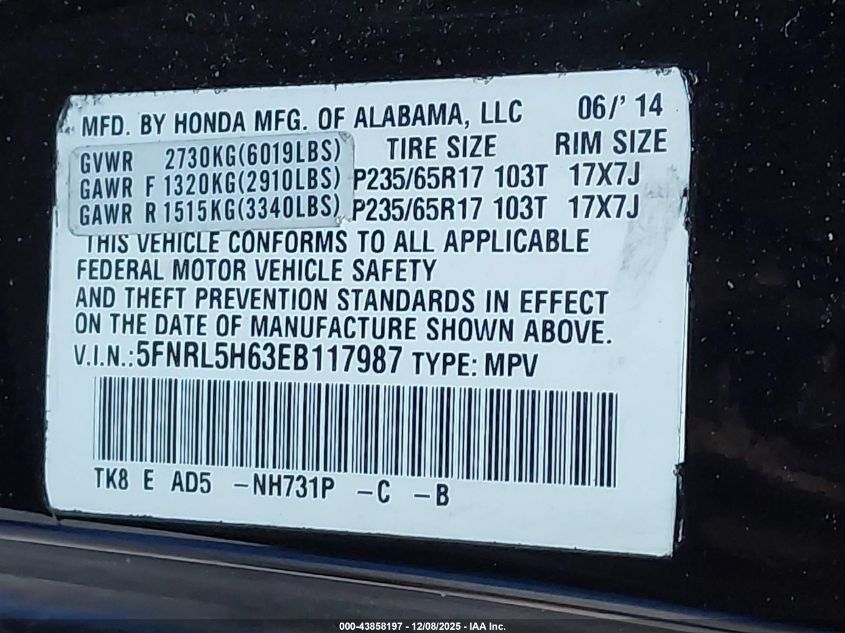 MFD. BY HONDA MFG. OF ALABAMA, LLC 06/' 14
GVWR 2730KG(6019LBS) TIRE SIZE RIM SIZE
GAWR F 1320KG(2910LBS) P235/65R17 103T 17X7J
GAWR R 1515KG(3340LBS) P235/65R17 103T 17X7J
THIS VEHICLE CONFORMS TO ALL APPLICABLE
FEDERAL MOTOR VEHICLE SAFETY
AND THEFT PREVENTION STANDARDS IN EFFECT
ON THE DATE OF MANUFACTURE SHOWN ABOVE.
V.I.N.:5FNRL5H63EB117987 TYPE: MPV
TK8 E AD5 -NH731P -C -B
000-43858197 - 12/08/2025 - IAA Inc.